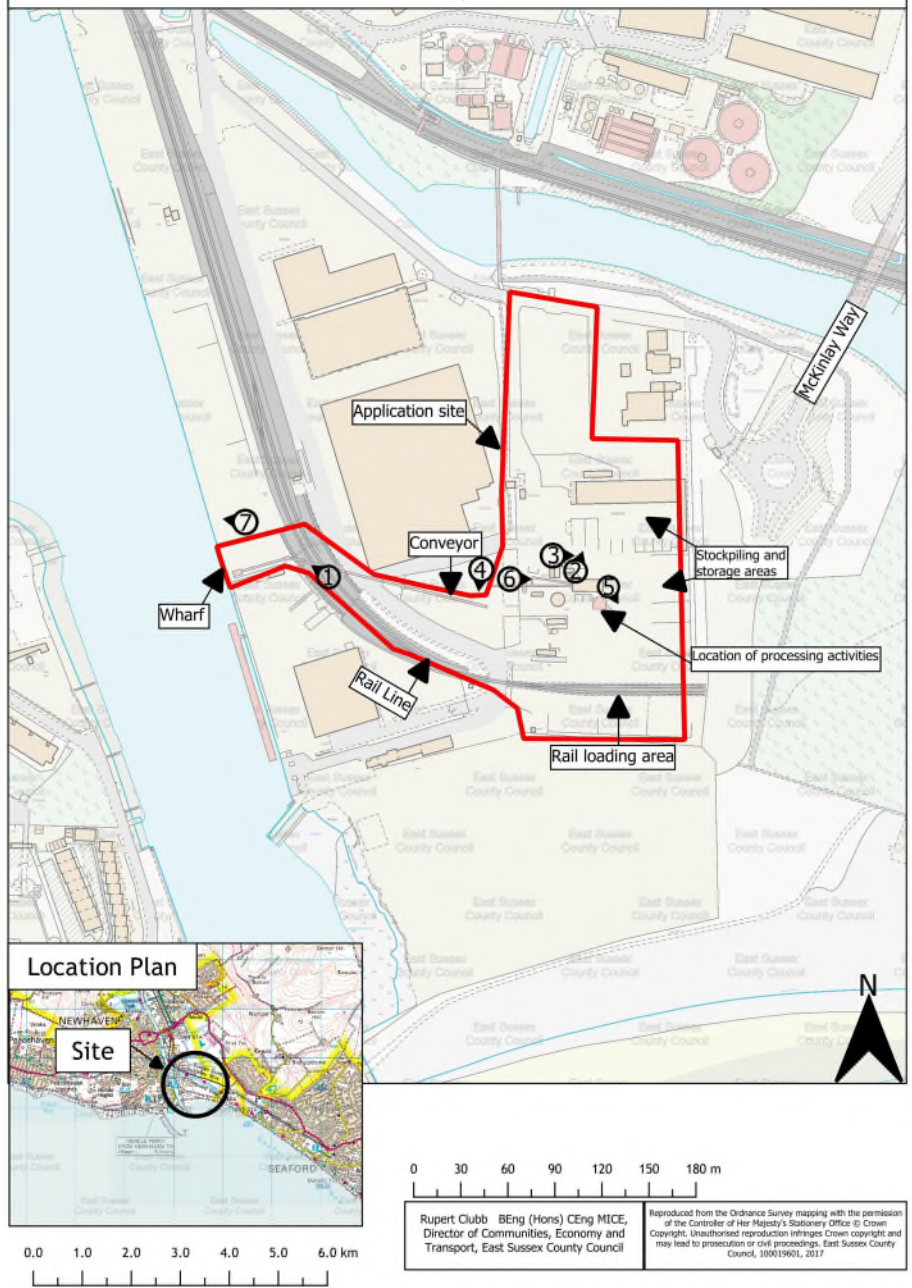 East Sussex
County Council
McKinlay Way
Application site
7
Conveyor
3
4
6
2
5
Stockpiling and
storage areas
1
Wharf
Location of processing activities
Rail Line
Rail loading area
Location Plan
NEWHAVEN
Site
SEAFORD
N
0 30 60 90 120 150 180 m
Rupert Clubb BEng (Hons) CEng MICE,
Director of Communities, Economy and
Transport, East Sussex County Council
Reproduced from the Ordnance Survey mapping with the permission
of the Controller of Her Majesty's Stationery Office © Crown
Copyright. Unauthorised reproduction infringes Crown copyright and
may lead to prosecution or civil proceedings. East Sussex County
Council, 100019601, 2017
0.0 1.0 2.0 3.0 4.0 5.0 6.0 km